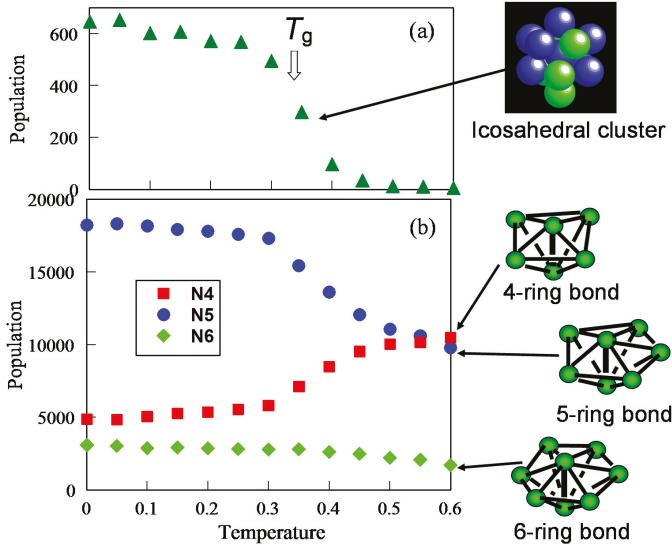 600
400
200
0
Population
(a)
Tg
Icosahedral cluster
20000
15000
10000
5000
0
Population
(b)
N4
N5
N6
0
0.1
0.2
0.3
0.4
0.5
0.6
Temperature
4-ring bond
5-ring bond
6-ring bond